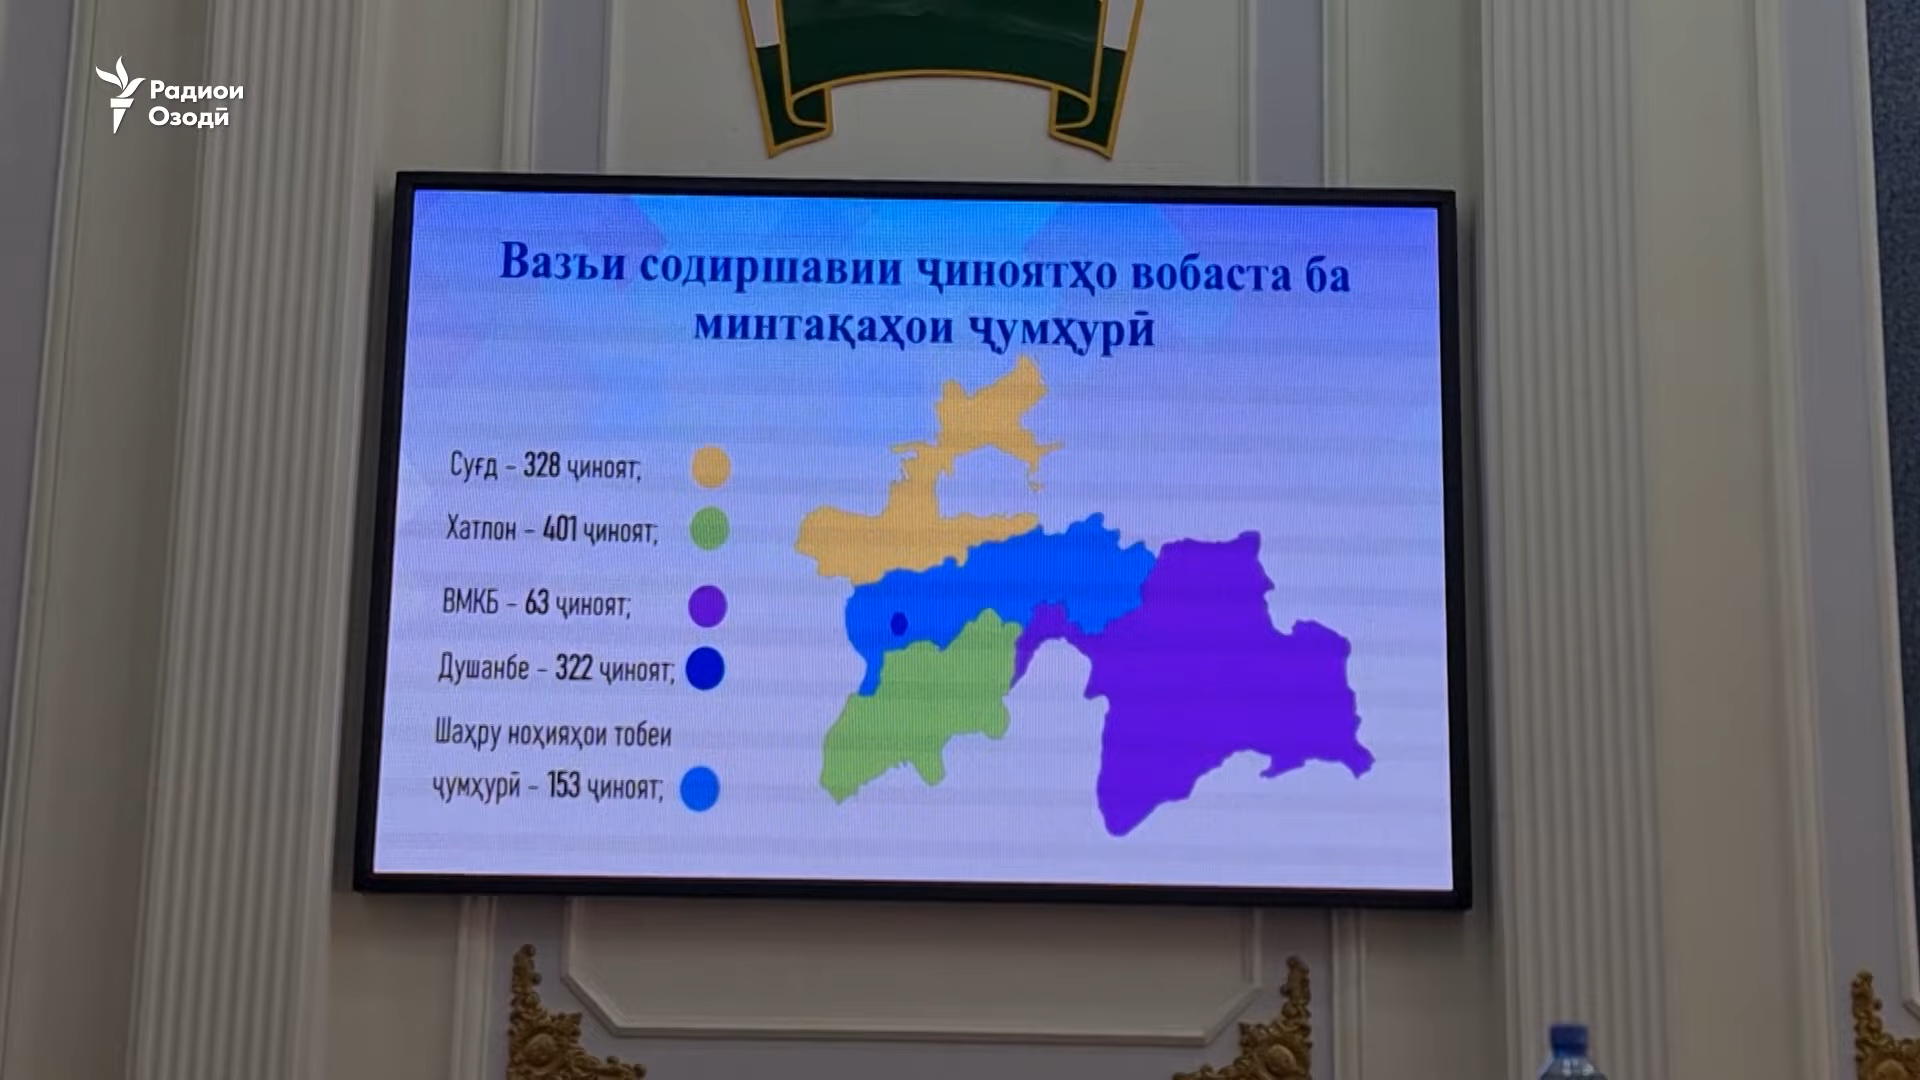 Радиои
Озодӣ
Вазъи содиршавии ҷиноятҳо вобаста ба
минтақаҳои ҷумҳурӣ
Суғд - 328 ҷиноят;
Хатлон - 401 ҷиноят;
ВМКБ - 63 ҷиноят;
Душанбе - 322 ҷиноят;
Шаҳру ноҳияҳои тобеи
ҷумҳурӣ - 153 ҷиноят;